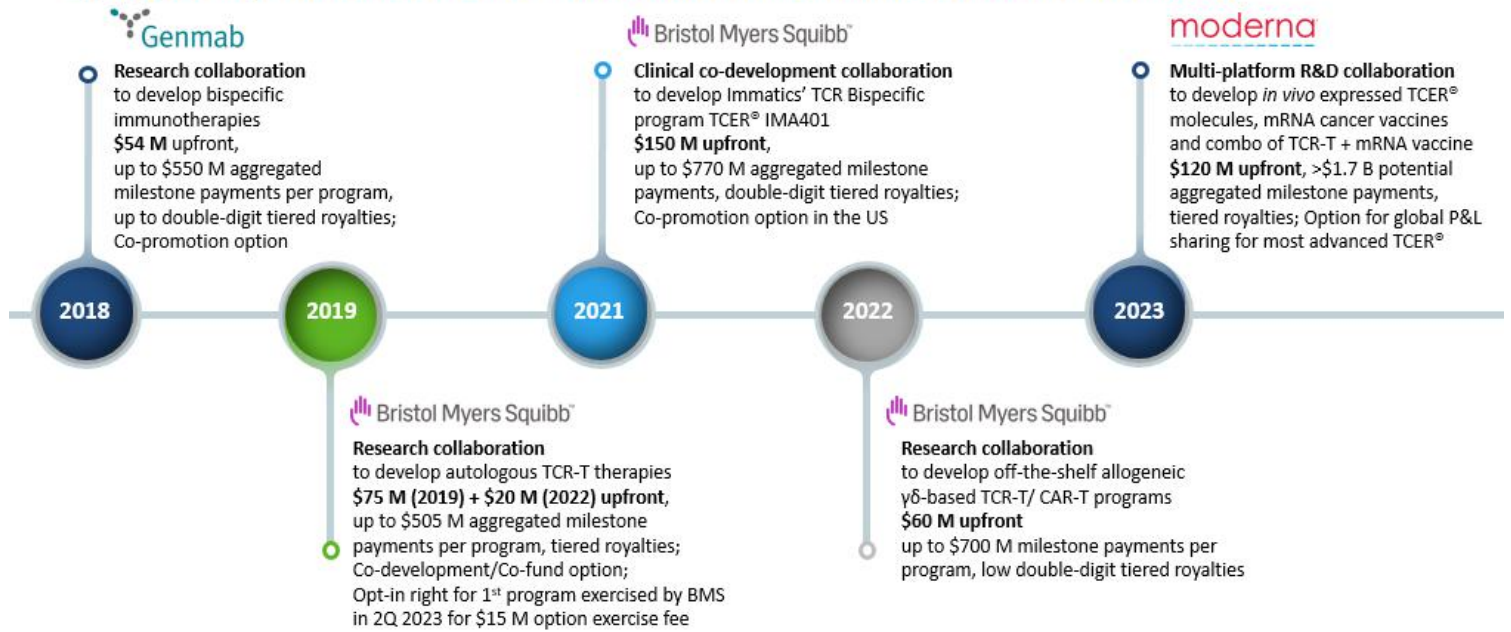 Genmab
Research collaboration
to develop bispecific
immunotherapies
$54 M upfront,
up to $550 M aggregated
milestone payments per program,
up to double-digit tiered royalties;
Co-promotion option
Bristol Myers Squibb™
Clinical co-development collaboration
to develop Immatics’ TCR Bispecific
program TCER® IMA401
$150 M upfront,
up to $770 M aggregated milestone
payments, double-digit tiered royalties;
Co-promotion option in the US
moderna
Multi-platform R&D collaboration
to develop in vivo expressed TCER®
molecules, mRNA cancer vaccines
and combo of TCR-T + mRNA vaccine
$120 M upfront, >$1.7 B potential
aggregated milestone payments,
tiered royalties; Option for global P&L
sharing for most advanced TCER®
2018
2019
2021
2022
2023
Bristol Myers Squibb™
Research collaboration
to develop autologous TCR-T therapies
$75 M (2019) + $20 M (2022) upfront,
up to $505 M aggregated milestone
payments per program, tiered royalties;
Co-development/Co-fund option;
Opt-in right for 1st program exercised by BMS
in 2Q 2023 for $15 M option exercise fee
Bristol Myers Squibb™
Research collaboration
to develop off-the-shelf allogeneic
γδ-based TCR-T/ CAR-T programs
$60 M upfront
up to $700 M milestone payments per
program, low double-digit tiered royalties